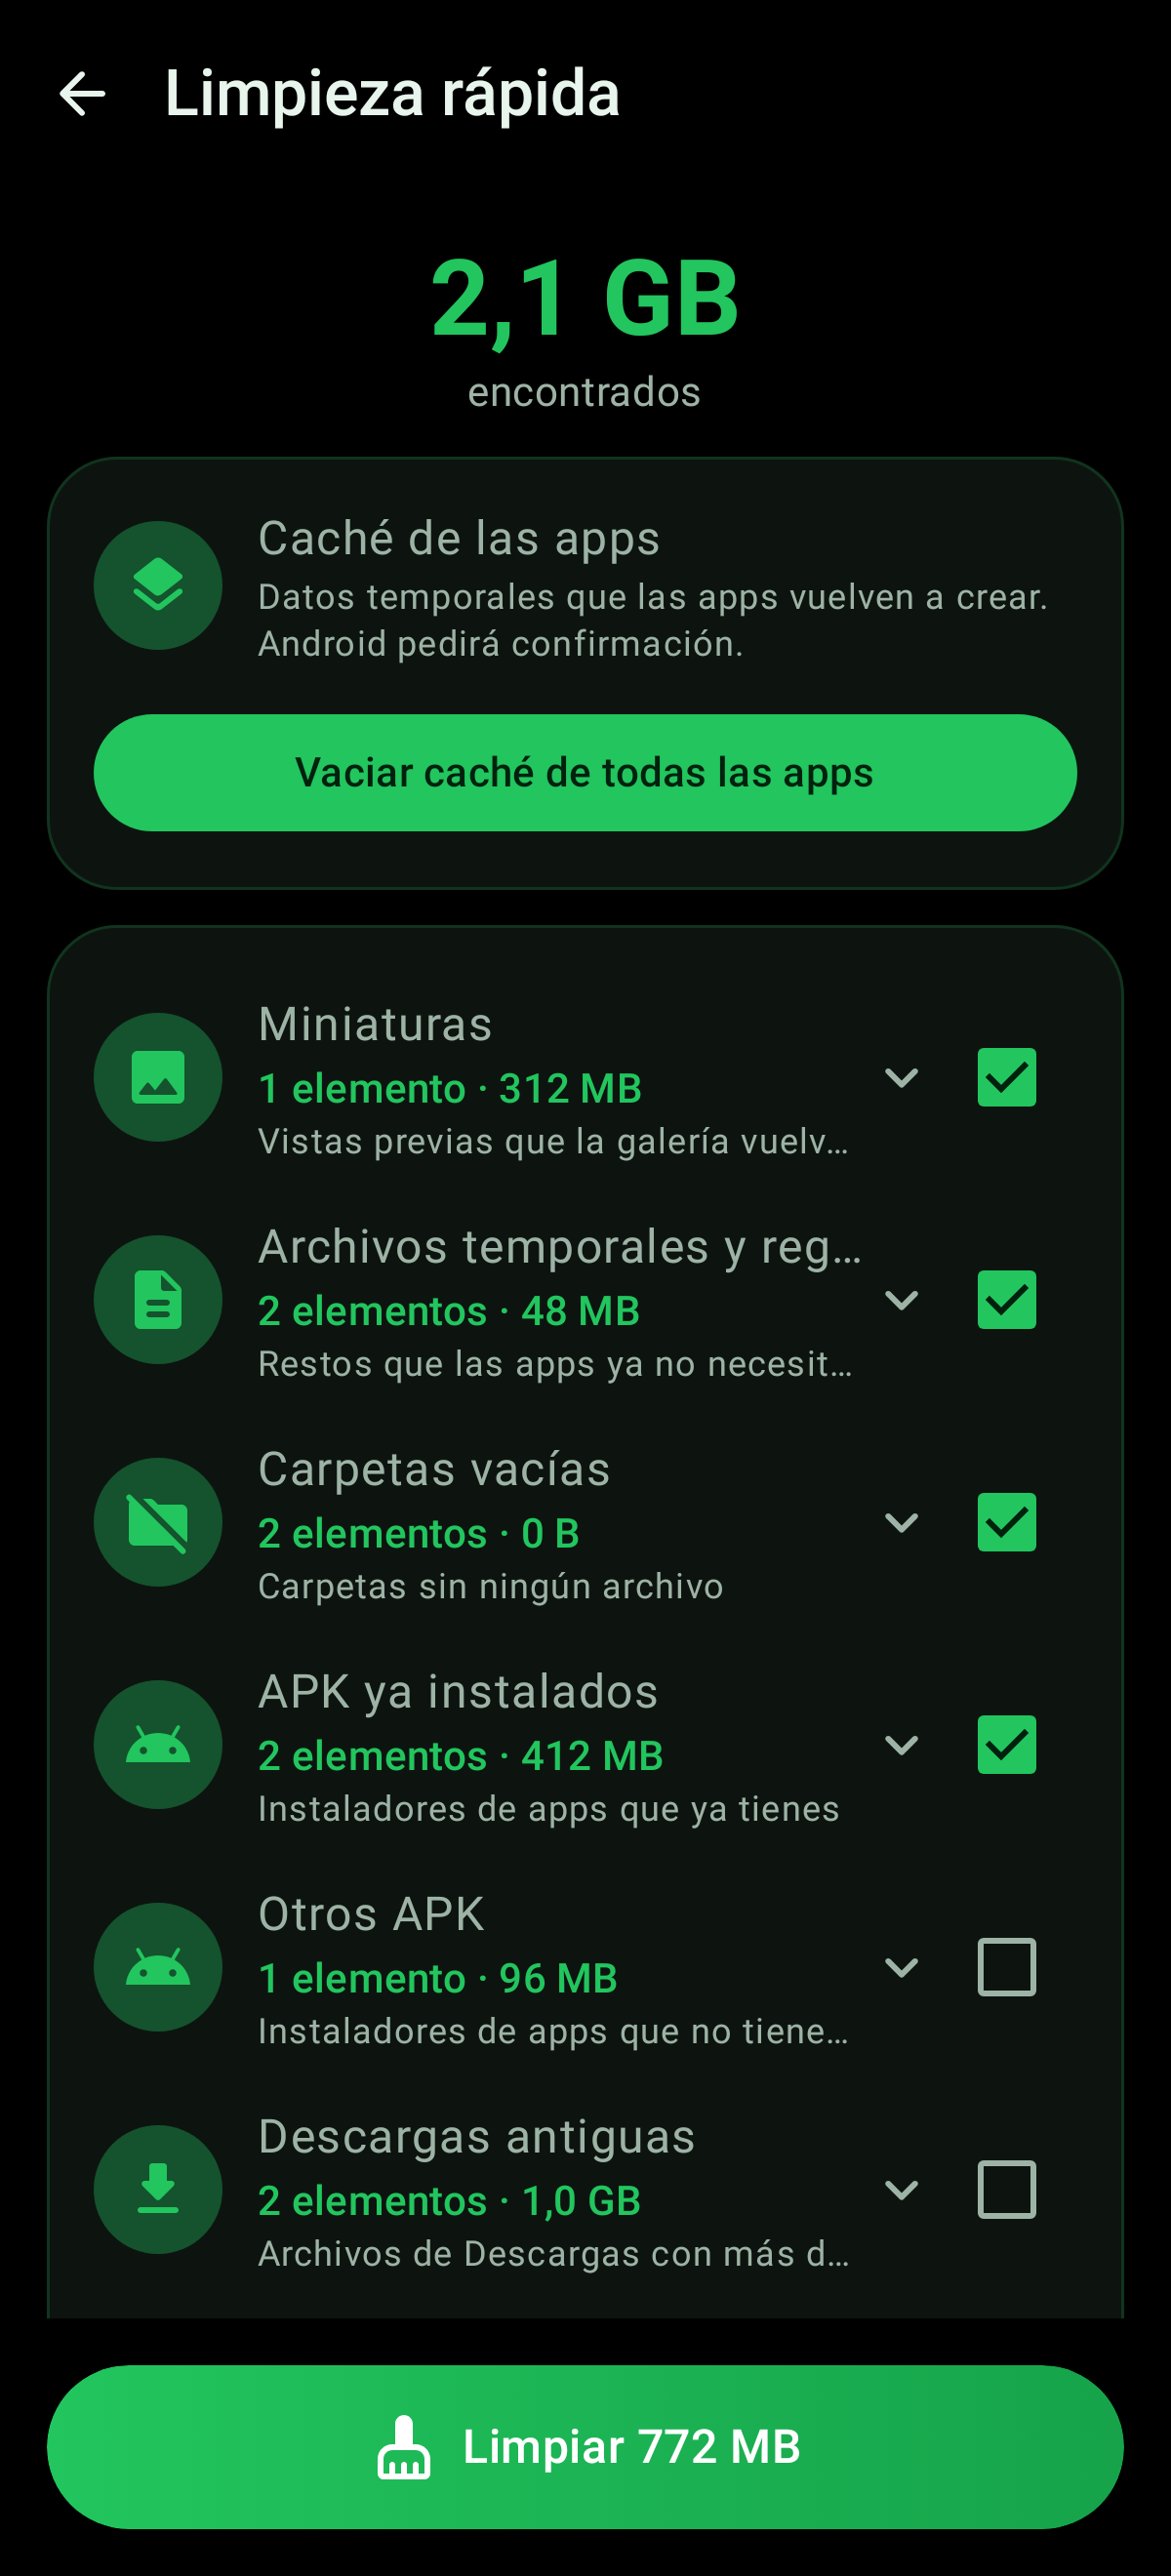 Limpieza rápida
2,1 GB
encontrados
Caché de las apps
Datos temporales que las apps vuelven a crear.
Android pedirá confirmación.
Vaciar caché de todas las apps
Miniaturas
1 elemento · 312 MB
Vistas previas que la galería vuelv…
Archivos temporales y reg…
2 elementos · 48 MB
Restos que las apps ya no necesit…
Carpetas vacías
2 elementos · 0 B
Carpetas sin ningún archivo
APK ya instalados
2 elementos · 412 MB
Instaladores de apps que ya tienes
Otros APK
1 elemento · 96 MB
Instaladores de apps que no tiene…
Descargas antiguas
2 elementos · 1,0 GB
Archivos de Descargas con más d…
Limpiar 772 MB